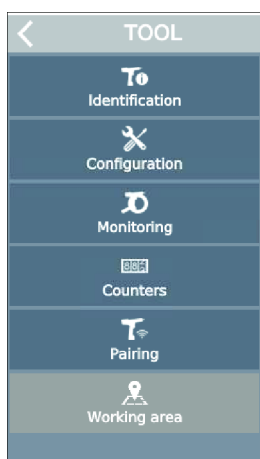 TOOL
Identification
Configuration
Monitoring
Counters
Pairing
Working area